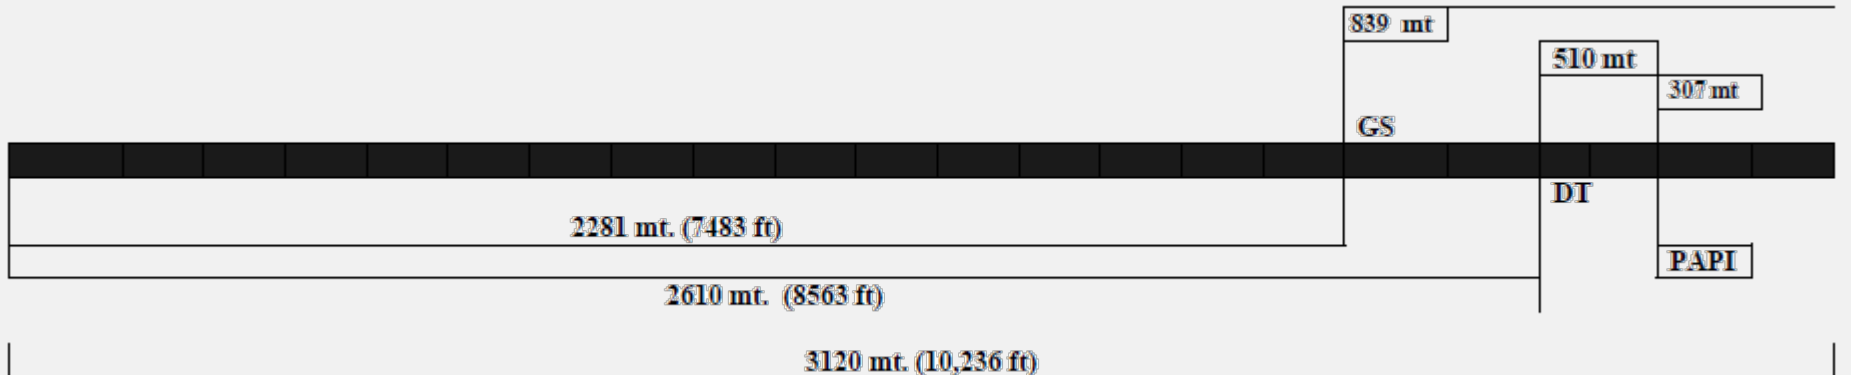 839 mt
510 mt
307 mt
GS
DT
2281 mt. (7483 ft)
PAPI
2610 mt. (8563 ft)
3120 mt. (10,236 ft)